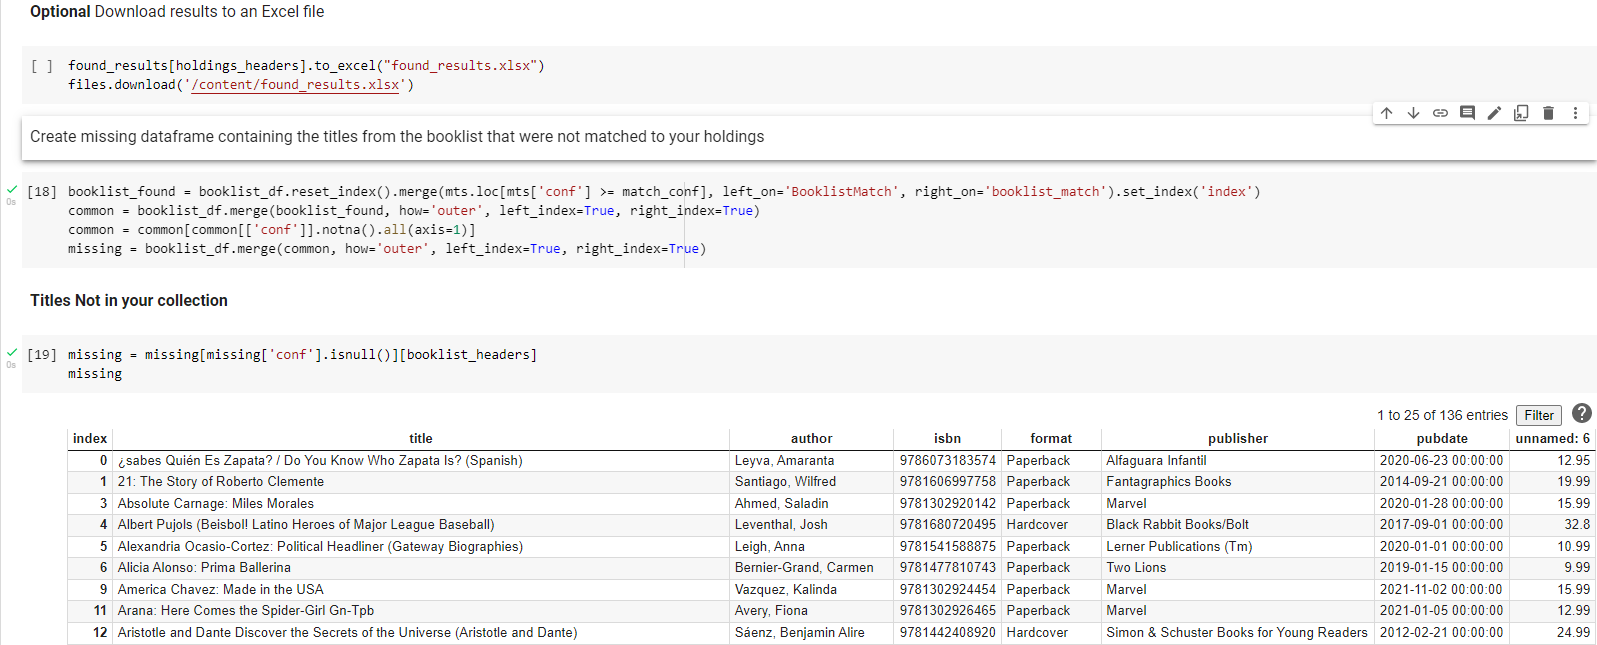 Optional Download results to an Excel file
[ ] found_results[holdings_headers].to_excel("found_results.xlsx")
files.download('/content/found_results.xlsx')
Create missing dataframe containing the titles from the booklist that were not matched to your holdings
[18] booklist_found = booklist_df.reset_index().merge(mts.loc[mts['conf'] >= match_conf], left_on='BooklistMatch', right_on='booklist_match').set_index('index')
0s
common = booklist_df.merge(booklist_found, how='outer', left_index=True, right_index=True)
common = common[common[['conf']].notna().all(axis=1)]
missing = booklist_df.merge(common, how='outer', left_index=True, right_index=True)
Titles Not in your collection
[19] missing = missing[missing['conf'].isnull()][booklist_headers]
0s
missing
1 to 25 of 136 entries Filter ?
index title author isbn format publisher pubdate unnamed: 6
0 ¿sabes Quién Es Zapata? / Do You Know Who Zapata Is? (Spanish) Leyva, Amaranta 9786073183574 Paperback Alfaguara Infantil 2020-06-23 00:00:00 12.95
1 21: The Story of Roberto Clemente Santiago, Wilfred 9781606997758 Paperback Fantagraphics Books 2014-09-21 00:00:00 19.99
3 Absolute Carnage: Miles Morales Ahmed, Saladin 9781302920142 Paperback Marvel 2020-01-28 00:00:00 15.99
4 Albert Pujols (Beisbol! Latino Heroes of Major League Baseball) Leventhal, Josh 9781680720495 Hardcover Black Rabbit Books/Bolt 2017-09-01 00:00:00 32.8
5 Alexandria Ocasio-Cortez: Political Headliner (Gateway Biographies) Leigh, Anna 9781541588875 Paperback Lerner Publications (Tm) 2020-01-01 00:00:00 10.99
6 Alicia Alonso: Prima Ballerina Bernier-Grand, Carmen 9781477810743 Paperback Two Lions 2019-01-15 00:00:00 9.99
9 America Chavez: Made in the USA Vazquez, Kalinda 9781302924454 Paperback Marvel 2021-11-02 00:00:00 15.99
11 Arana: Here Comes the Spider-Girl Gn-Tpb Avery, Fiona 9781302926465 Paperback Marvel 2021-01-05 00:00:00 12.99
12 Aristotle and Dante Discover the Secrets of the Universe (Aristotle and Dante) Sáenz, Benjamin Alire 9781442408920 Hardcover Simon & Schuster Books for Young Readers 2012-02-21 00:00:00 24.99